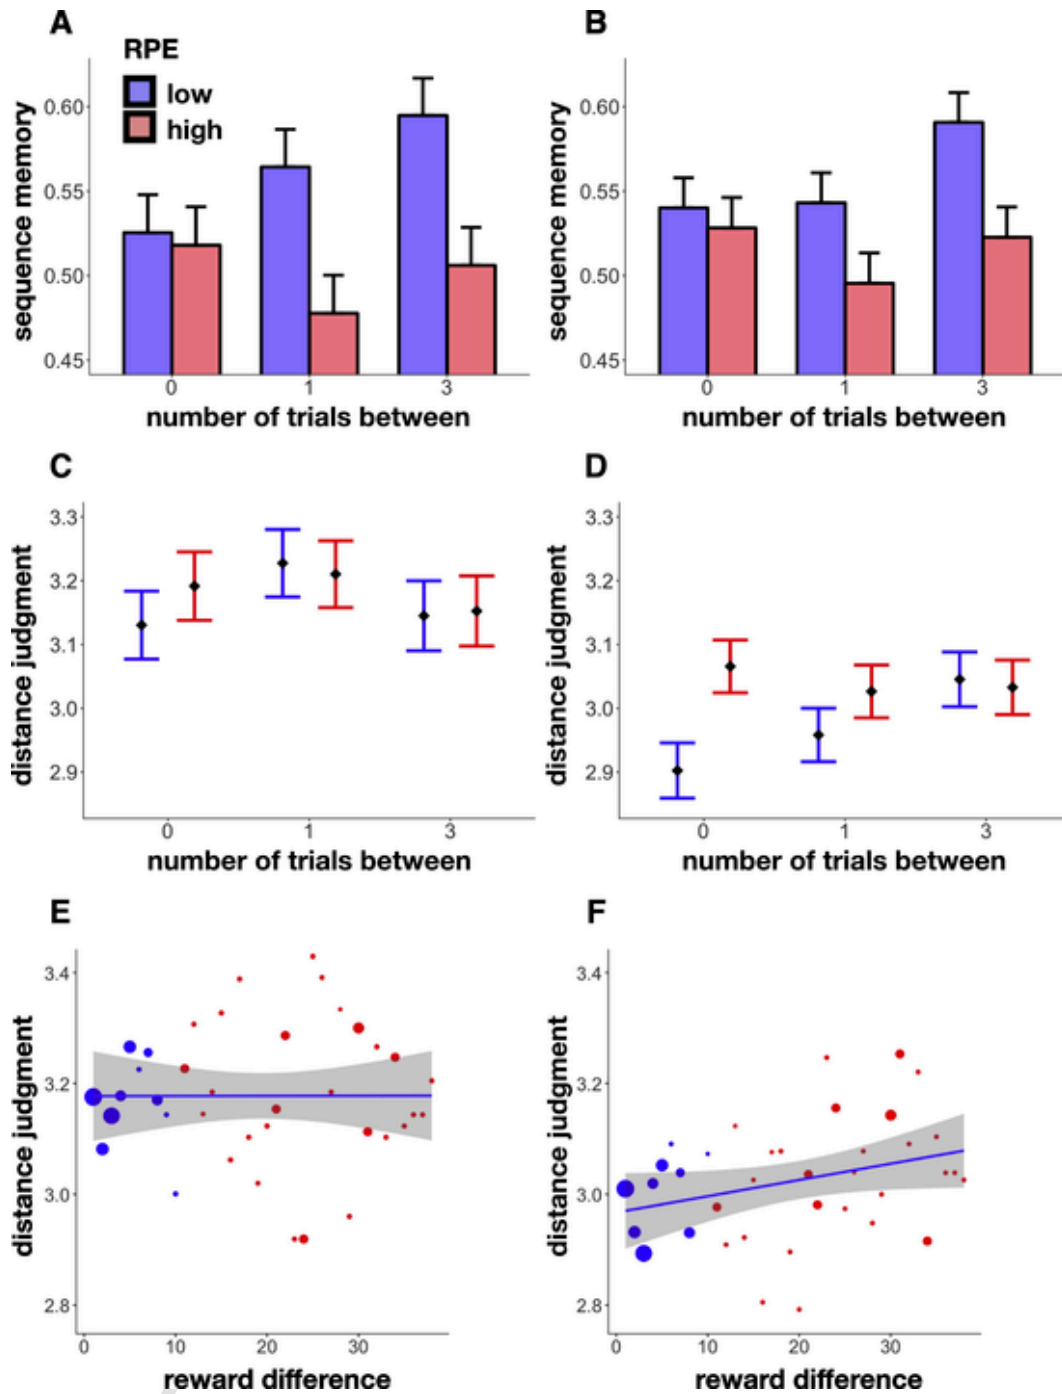 A
RPE
low
high
sequence memory
0.60
0.55
0.50
0.45
0 1 3
number of trials between
B
sequence memory
0.60
0.55
0.50
0.45
0 1 3
number of trials between
C
distance judgment
3.3
3.2
3.1
3.0
2.9
0 1 3
number of trials between
D
distance judgment
3.3
3.2
3.1
3.0
2.9
0 1 3
number of trials between
E
distance judgment
3.4
3.2
3.0
2.8
0 10 20 30
reward difference
F
distance judgment
3.4
3.2
3.0
2.8
0 10 20 30
reward difference